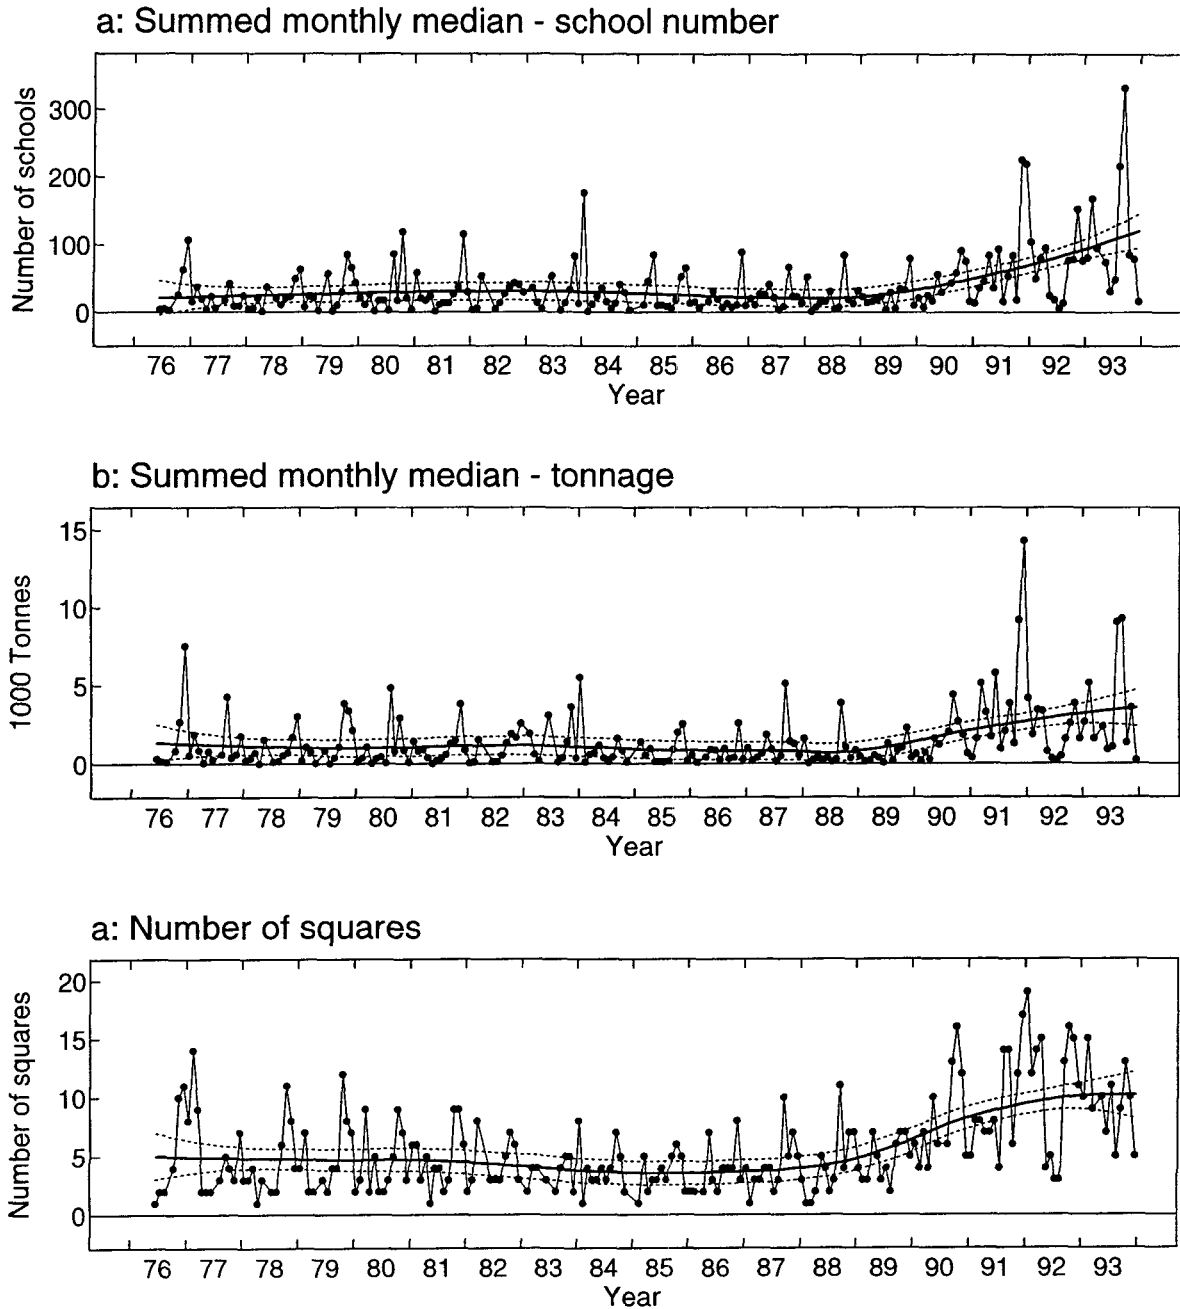 a: Summed monthly median - school number
Number of schools
300
200
100
0
76 77 78 79 80 81 82 83 84 85 86 87 88 89 90 91 92 93
Year
b: Summed monthly median - tonnage
1000 Tonnes
15
10
5
0
76 77 78 79 80 81 82 83 84 85 86 87 88 89 90 91 92 93
Year
a: Number of squares
Number of squares
20
15
10
5
0
76 77 78 79 80 81 82 83 84 85 86 87 88 89 90 91 92 93
Year